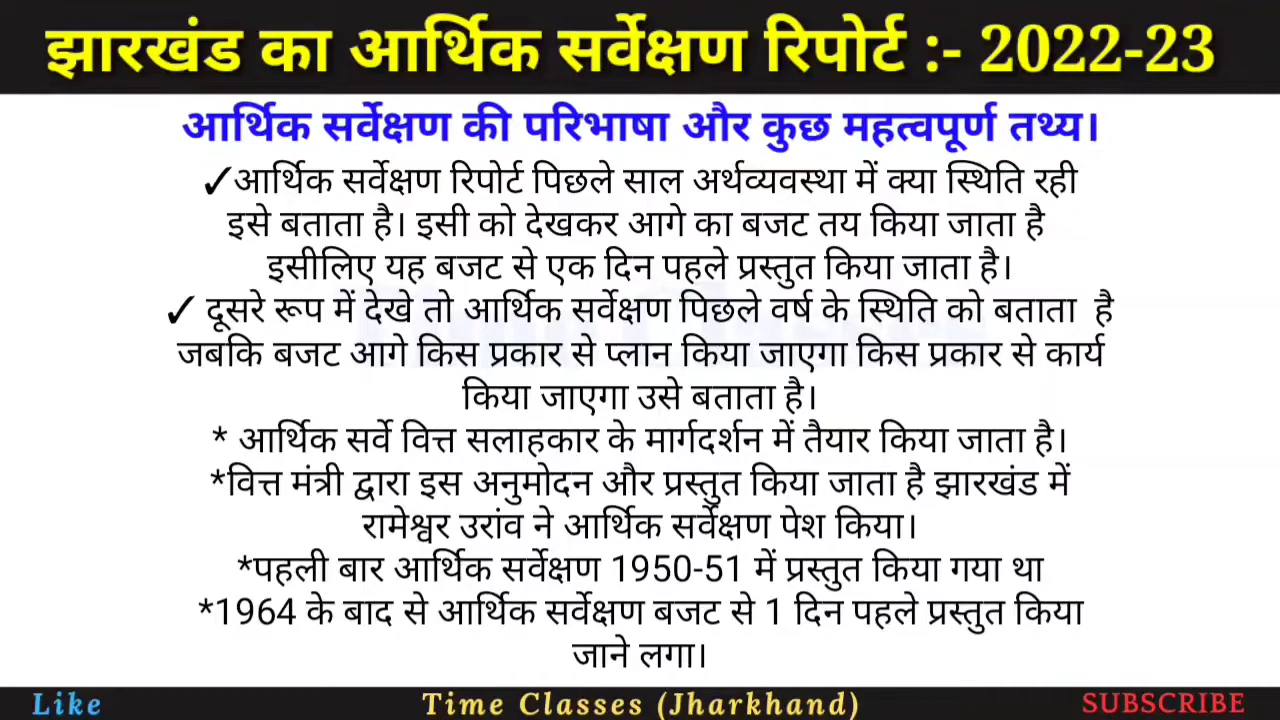 झारखंड का आर्थिक सर्वेक्षण रिपोर्ट :- 2022-23
आर्थिक सर्वेक्षण की परिभाषा और कुछ महत्वपूर्ण तथ्य।
✓आर्थिक सर्वेक्षण रिपोर्ट पिछले साल अर्थव्यवस्था में क्या स्थिति रही
इसे बताता है। इसी को देखकर आगे का बजट तय किया जाता है
इसीलिए यह बजट से एक दिन पहले प्रस्तुत किया जाता है।
✓ दूसरे रूप में देखे तो आर्थिक सर्वेक्षण पिछले वर्ष के स्थिति को बताता है
जबकि बजट आगे किस प्रकार से प्लान किया जाएगा किस प्रकार से कार्य
किया जाएगा उसे बताता है।
* आर्थिक सर्वे वित्त सलाहकार के मार्गदर्शन में तैयार किया जाता है।
*वित्त मंत्री द्वारा इस अनुमोदन और प्रस्तुत किया जाता है झारखंड में
रामेश्वर उरांव ने आर्थिक सर्वेक्षण पेश किया।
*पहली बार आर्थिक सर्वेक्षण 1950-51 में प्रस्तुत किया गया था
*1964 के बाद से आर्थिक सर्वेक्षण बजट से 1 दिन पहले प्रस्तुत किया
जाने लगा।
Like Time Classes (Jharkhand) SUBSCRIBE